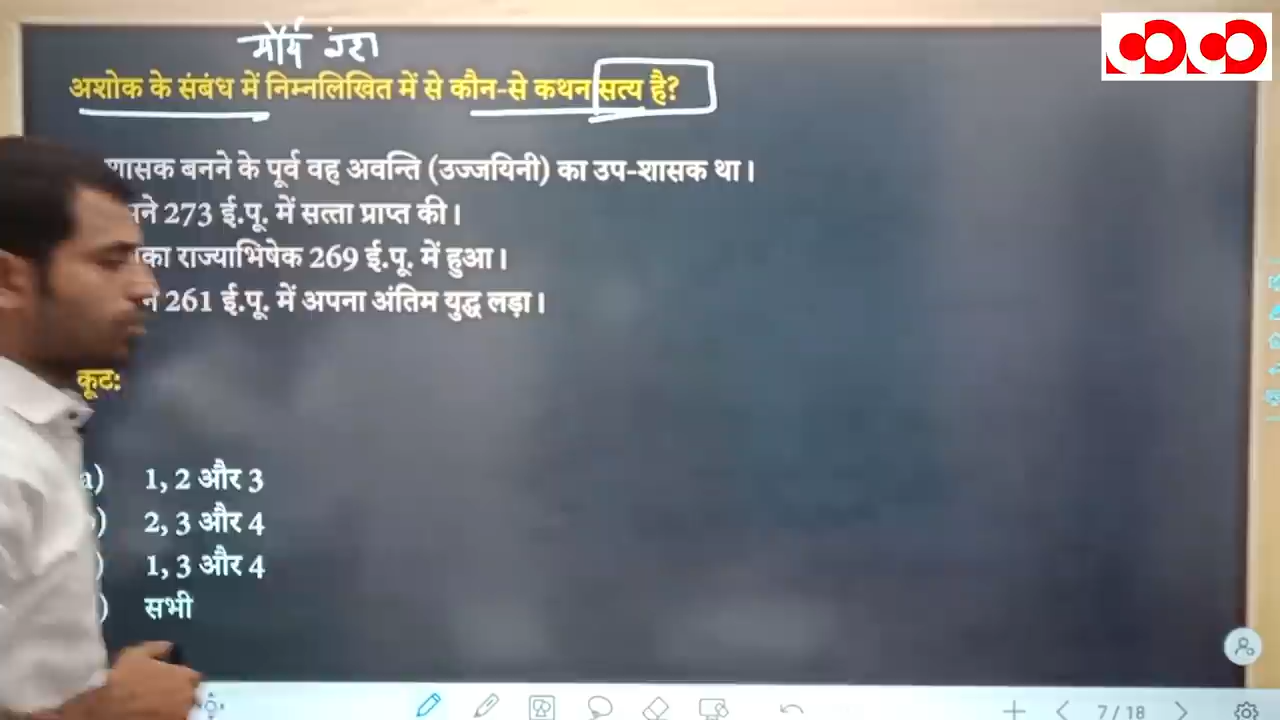 मौर्य वंश
अशोक के संबंध में निम्नलिखित में से कौन-से कथन सत्य है?
शासक बनने के पूर्व वह अवन्ति (उज्जयिनी) का उप-शासक था।
273 ई.पू. में सत्ता प्राप्त की।
राज्याभिषेक 269 ई.पू. में हुआ।
261 ई.पू. में अपना अंतिम युद्ध लड़ा।
कूट:
a) 1, 2 और 3
) 2, 3 और 4
) 1, 3 और 4
) सभी
7 / 18